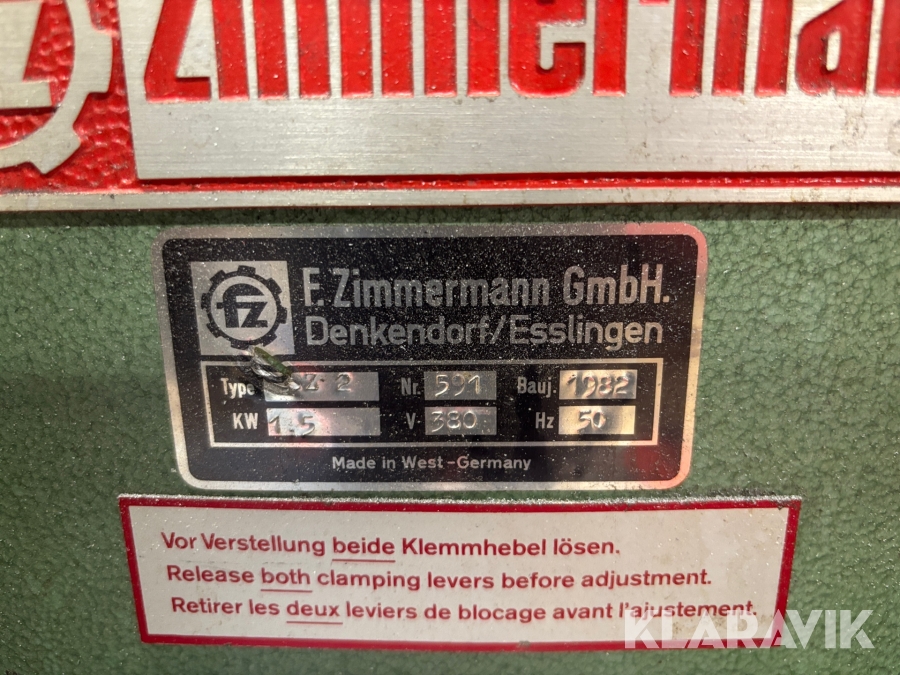 FZ
F. Zimmermann GmbH.
Denkendorf/Esslingen
Type Z 2 Nr. 591 Bauj. 1982
KW 1.5 V 380 Hz 50
Made in West-Germany
Vor Verstellung beide Klemmhebel lösen.
Release both clamping levers before adjustment.
Retirer les deux leviers de blocage avant l'ajustement.
KLARAVIK